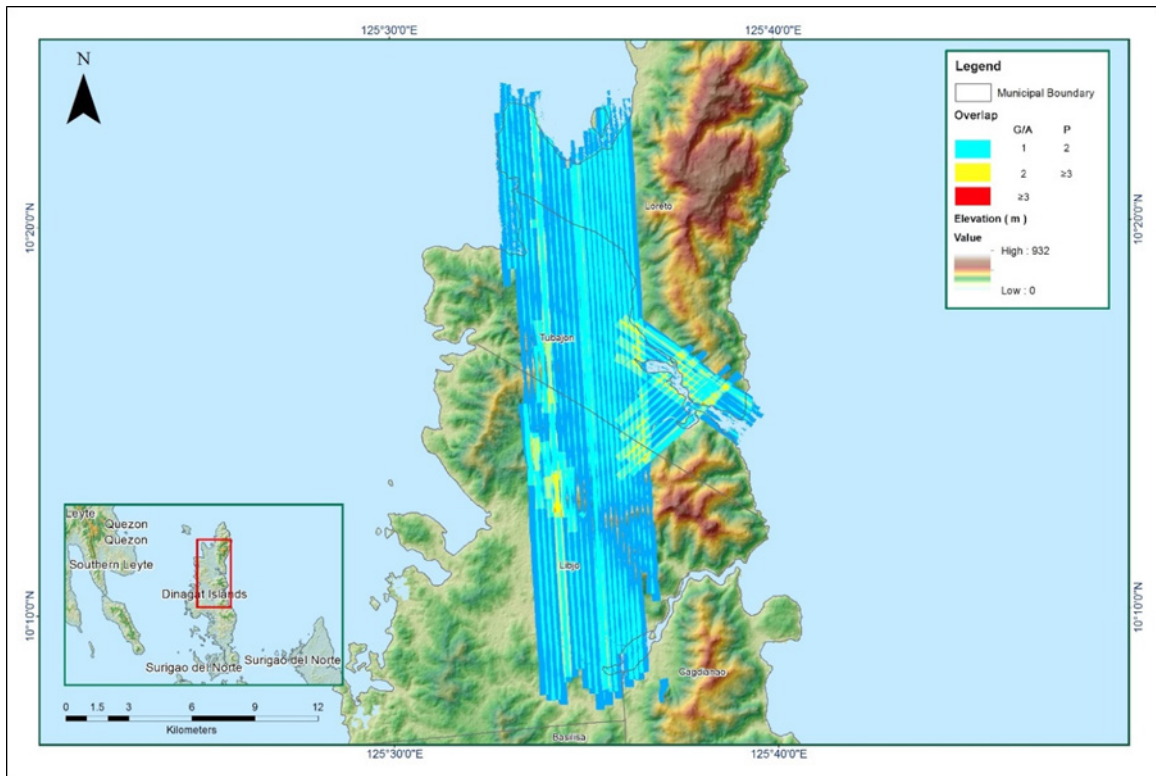 125°30'0"E
125°40'0"E
N
Legend
Municipal Boundary
Overlap
G/A P
1 2
2 ≥3
≥3
Elevation ( m )
Value
High : 932
Low : 0
10°20'0"N
10°20'0"N
Loreto
Tubajon
Libjo
Cagdianao
Basilisa
Leyte
Quezon
Quezon
Southern Leyte
Dinagat Islands
Surigao del Norte
Surigao del Norte
10°10'0"N
10°10'0"N
0 1.5 3 6 9 12
Kilometers
125°30'0"E
125°40'0"E